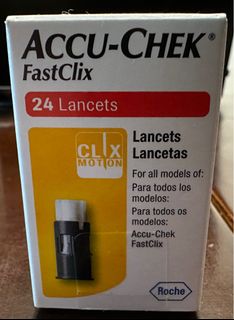 ACCU-CHEK®
FastClix
24 Lancets
CLIX
MOTION
Lancets
Lancetas
For all models of:
Para todos los
modelos:
Para todos os
modelos:
Accu-Chek
FastClix
Roche